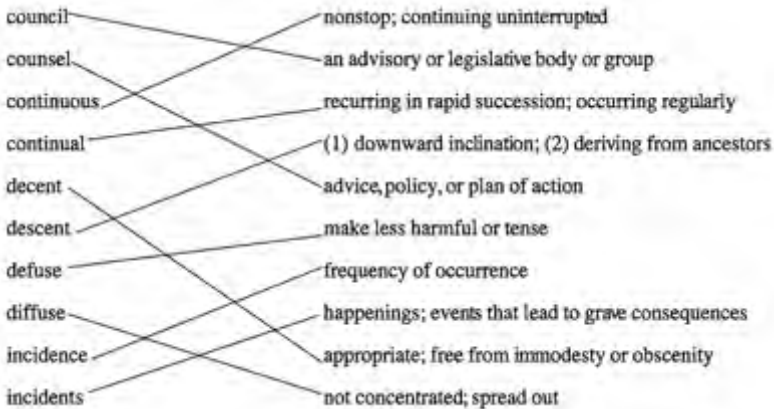 council nonstop; continuing uninterrupted
counsel an advisory or legislative body or group
continuous recurring in rapid succession; occurring regularly
continual (1) downward inclination; (2) deriving from ancestors
decent advice, policy, or plan of action
descent make less harmful or tense
defuse frequency of occurrence
diffuse happenings; events that lead to grave consequences
incidence appropriate; free from immodesty or obscenity
incidents not concentrated; spread out